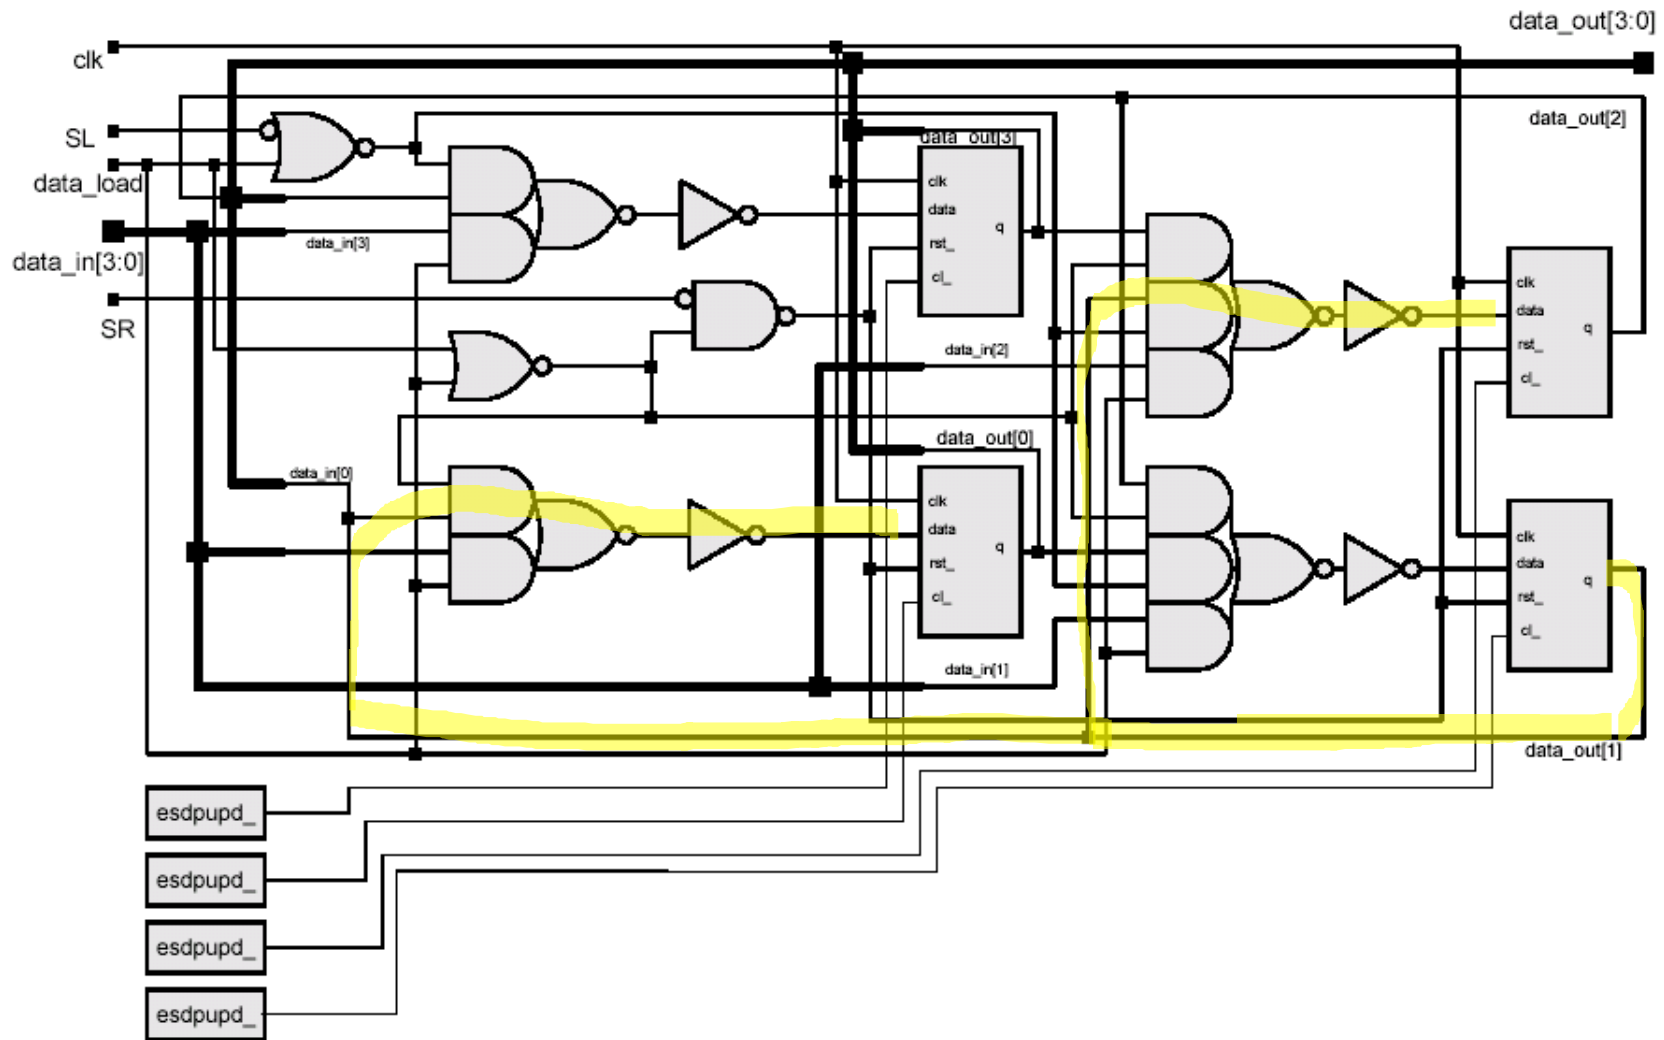 data_out[3:0]
clk
SL
data_load
data_in[3:0]
SR
data_in[3]
data_out[3]
clk
data
q
rst_
cl_
data_out[2]
clk
data
q
rst_
cl_
data_in[2]
data_out[0]
data_in[0]
clk
data
q
rst_
cl_
data_in[1]
clk
data
q
rst_
cl_
data_out[1]
esdpupd_
esdpupd_
esdpupd_
esdpupd_